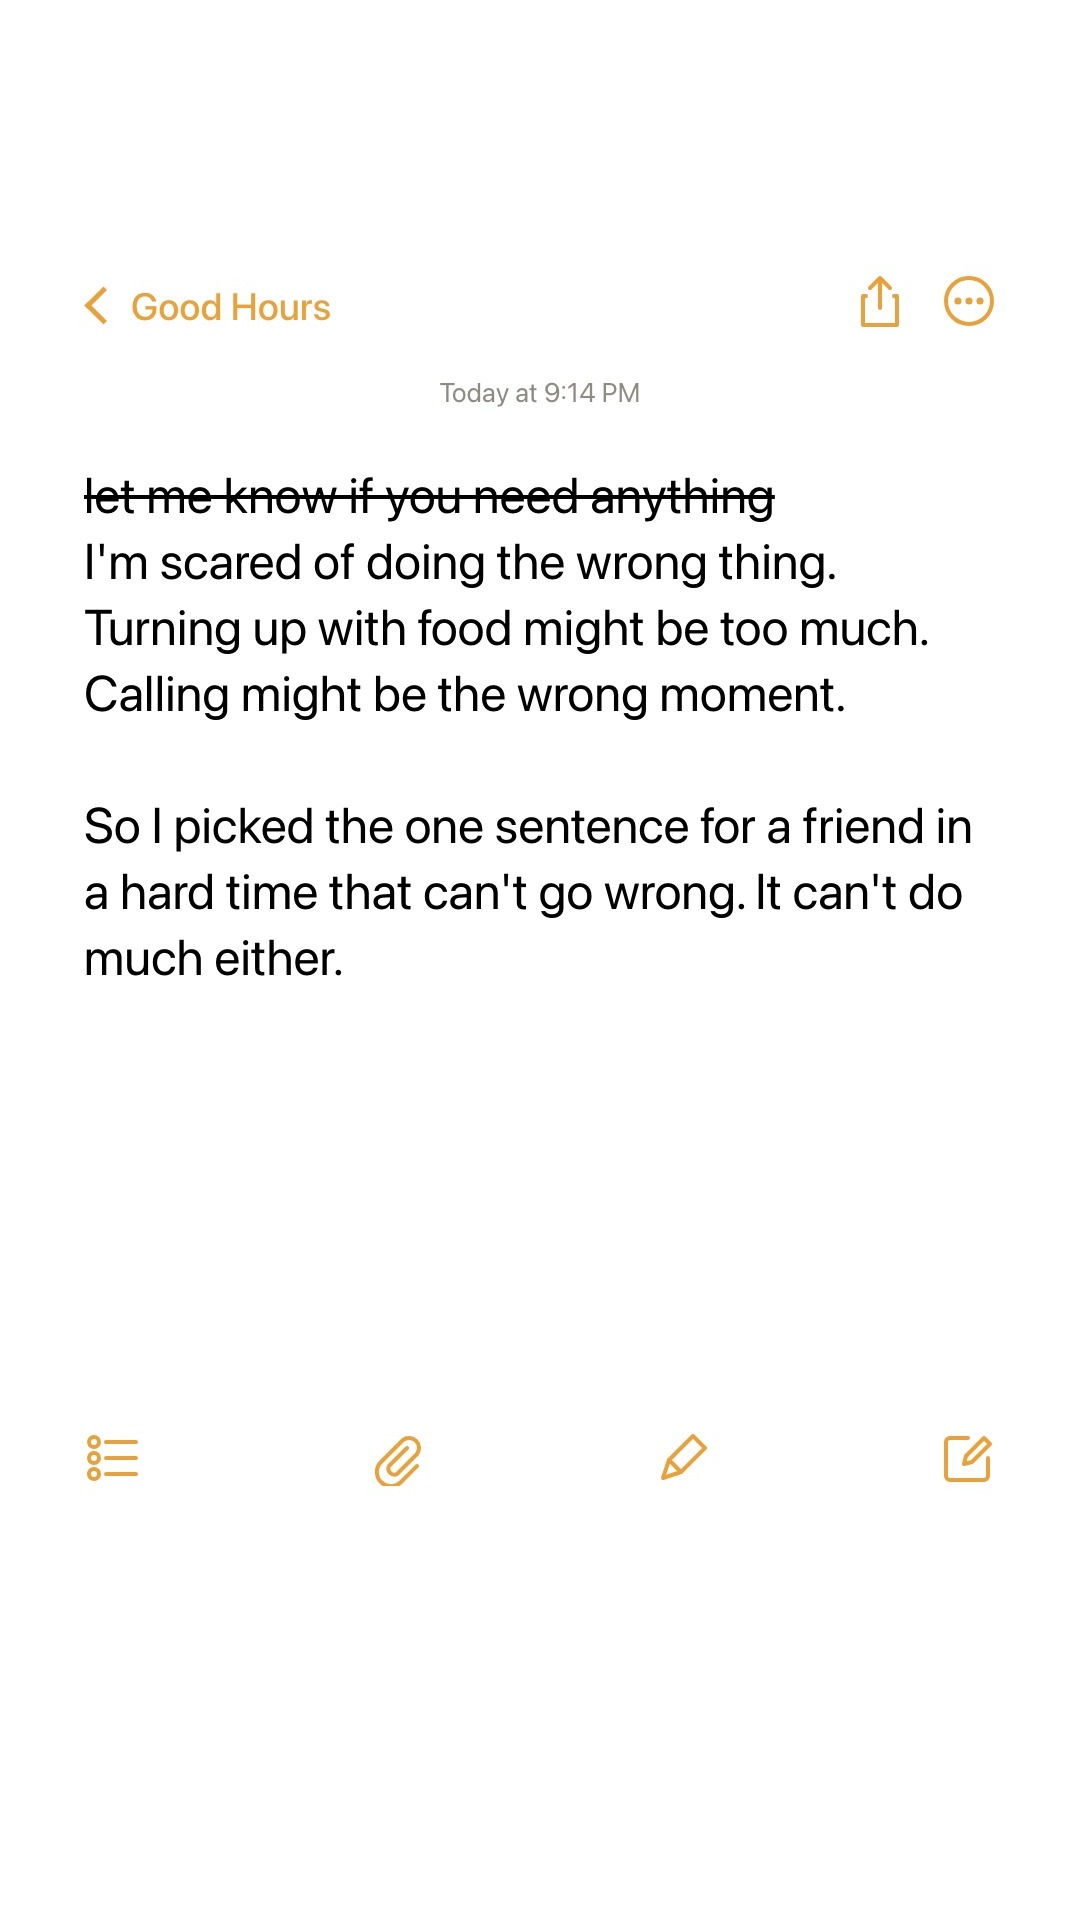 Good Hours
Today at 9:14 PM
let me know if you need anything
I'm scared of doing the wrong thing.
Turning up with food might be too much.
Calling might be the wrong moment.
So I picked the one sentence for a friend in
a hard time that can't go wrong. It can't do
much either.